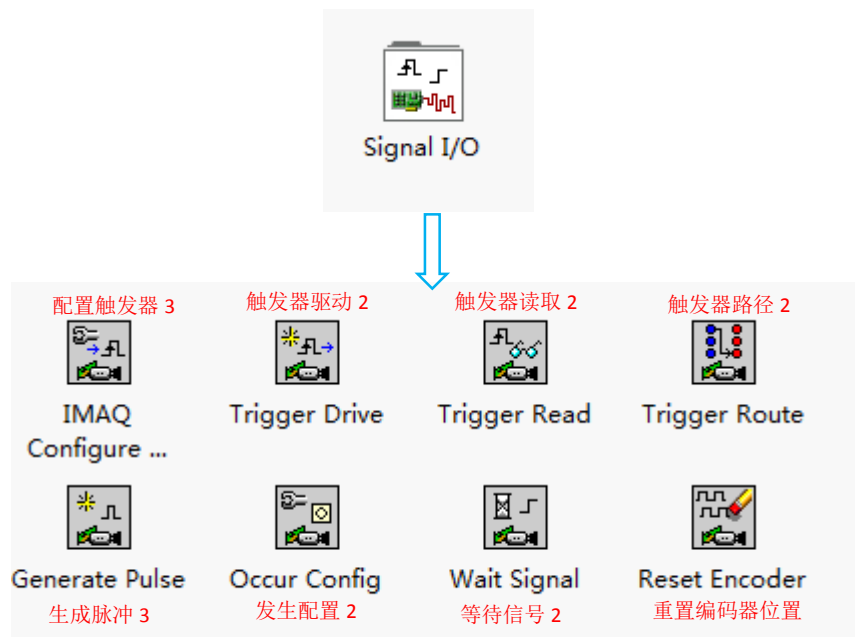 Signal I/O
配置触发器 3
触发器驱动 2
触发器读取 2
触发器路径 2
IMAQ
Configure ...
Trigger Drive
Trigger Read
Trigger Route
Generate Pulse
Occur Config
Wait Signal
Reset Encoder
生成脉冲 3
发生配置 2
等待信号 2
重置编码器位置